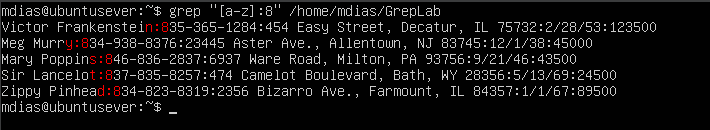 mdias@ubuntusever:~$ grep "[a-z]:8" /home/mdias/GrepLab
Victor Frankenstein:835-365-1284:454 Easy Street, Decatur, IL 75732:2/28/53:123500
Meg Murry:834-938-8376:23445 Aster Ave., Allentown, NJ 83745:12/1/38:45000
Mary Poppins:846-836-2837:6937 Ware Road, Milton, PA 93756:9/21/46:43500
Sir Lancelot:837-835-8257:474 Camelot Boulevard, Bath, WY 28356:5/13/69:24500
Zippy Pinhead:834-823-8319:2356 Bizarro Ave., Farmount, IL 84357:1/1/67:89500
mdias@ubuntusever:~$ _